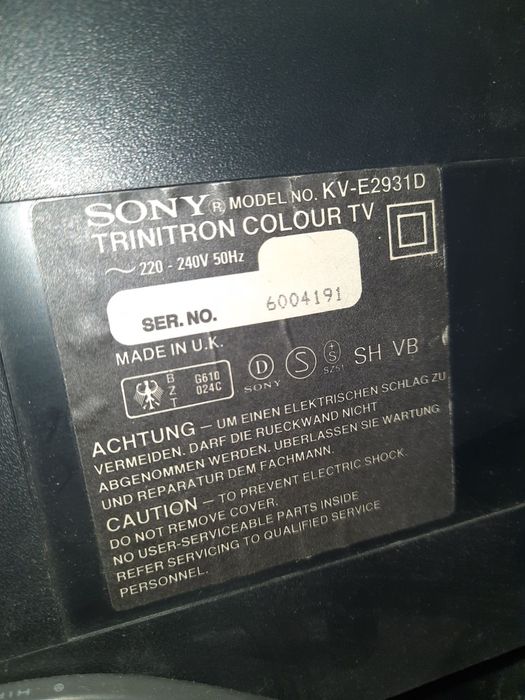 SONY® MODEL NO. KV-E2931D
TRINITRON COLOUR TV
~ 220 - 240V 50Hz
SER. NO. 6004191
MADE IN U.K.
BZT G610 024C D SONY S +S SZS1 SH VB
ACHTUNG — UM EINEN ELEKTRISCHEN SCHLAG ZU
VERMEIDEN. DARF DIE RUECKWAND NICHT
ABGENOMMEN WERDEN. ÜBERLASSEN SIE WARTUNG
UND REPARATUR DEM FACHMANN.
CAUTION — TO PREVENT ELECTRIC SHOCK.
DO NOT REMOVE COVER.
NO USER-SERVICEABLE PARTS INSIDE
REFER SERVICING TO QUALIFIED SERVICE
PERSONNEL.